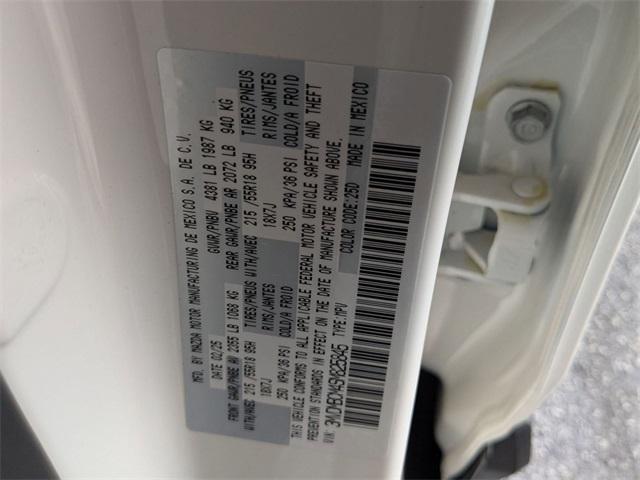 MFD. BY MAZDA MOTOR MANUFACTURING DE MEXICO S.A. DE C.V.
DATE 02/25 GVWR/PNBV 4381 LB 1987 KG
FRONT GAWR/PNBE AV 2355 LB 1068 KG REAR GAWR/PNBE AR 2072 LB 940 KG
WITH/AVEC 215 /55R18 95H TIRES/PNEUS WITH/AVEC 215 /55R18 95H TIRES/PNEUS
18X7J RIMS/JANTES 18X7J RIMS/JANTES
250 KPA/36 PSI COLD/A FROID 250 KPA/36 PSI COLD/A FROID
THIS VEHICLE CONFORMS TO ALL APPLICABLE FEDERAL MOTOR VEHICLE SAFETY AND THEFT
PREVENTION STANDARDS IN EFFECT ON THE DATE OF MANUFACTURE SHOWN ABOVE.
VIN: TYPE:MPV COLOR CODE:25D MADE IN MEXICO